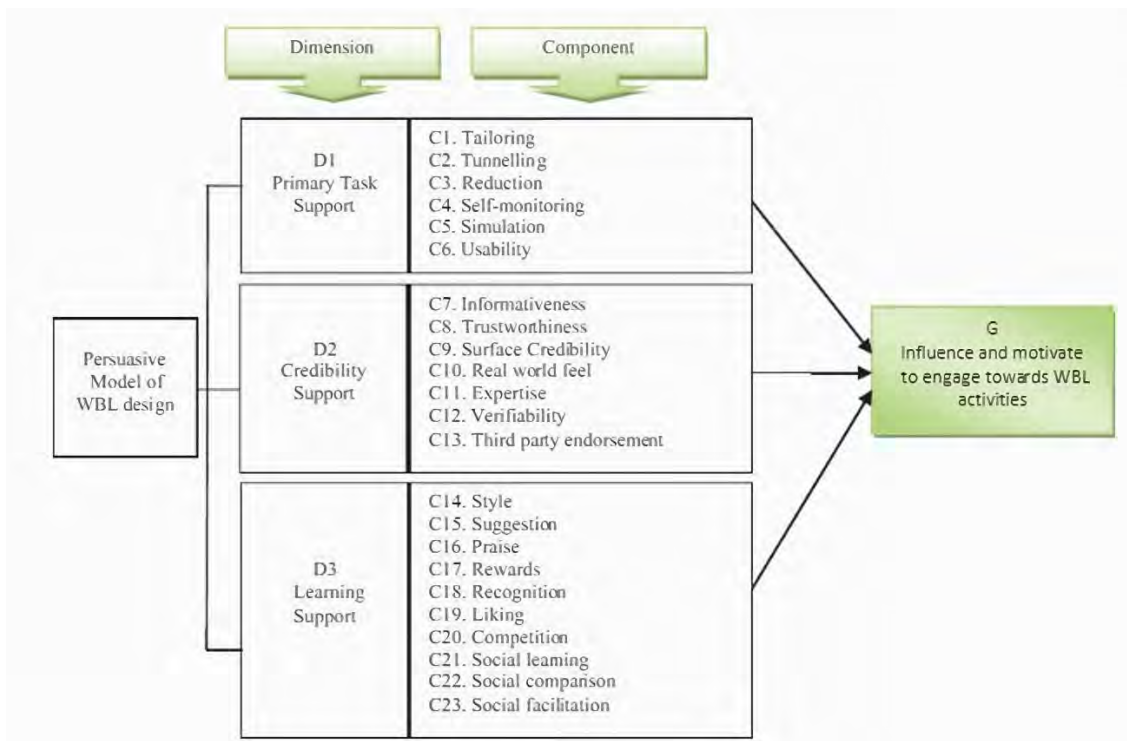 Dimension
Component
D1
Primary Task
Support
C1. Tailoring
C2. Tunnelling
C3. Reduction
C4. Self-monitoring
C5. Simulation
C6. Usability
D2
Credibility
Support
C7. Informativeness
C8. Trustworthiness
C9. Surface Credibility
C10. Real world feel
C11. Expertise
C12. Verifiability
C13. Third party endorsement
Persuasive
Model of
WBL design
G
Influence and motivate
to engage towards WBL
activities
D3
Learning
Support
C14. Style
C15. Suggestion
C16. Praise
C17. Rewards
C18. Recognition
C19. Liking
C20. Competition
C21. Social learning
C22. Social comparison
C23. Social facilitation